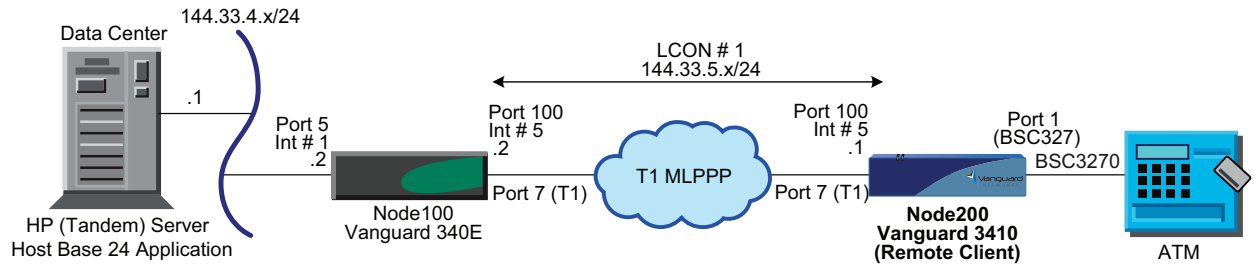 Data Center
144.33.4.x/24
.1
HP (Tandem) Server
Host Base 24 Application
Port 5
Int # 1
.2
Node100
Vanguard 340E
LCON # 1
144.33.5.x/24
Port 100
Int # 5
.2
Port 7 (T1)
T1 MLPPP
Port 100
Int # 5
.1
Port 7 (T1)
Vanguard
NETWORKS
Node200
Vanguard 3410
(Remote Client)
Port 1
(BSC327)
BSC3270
ATM